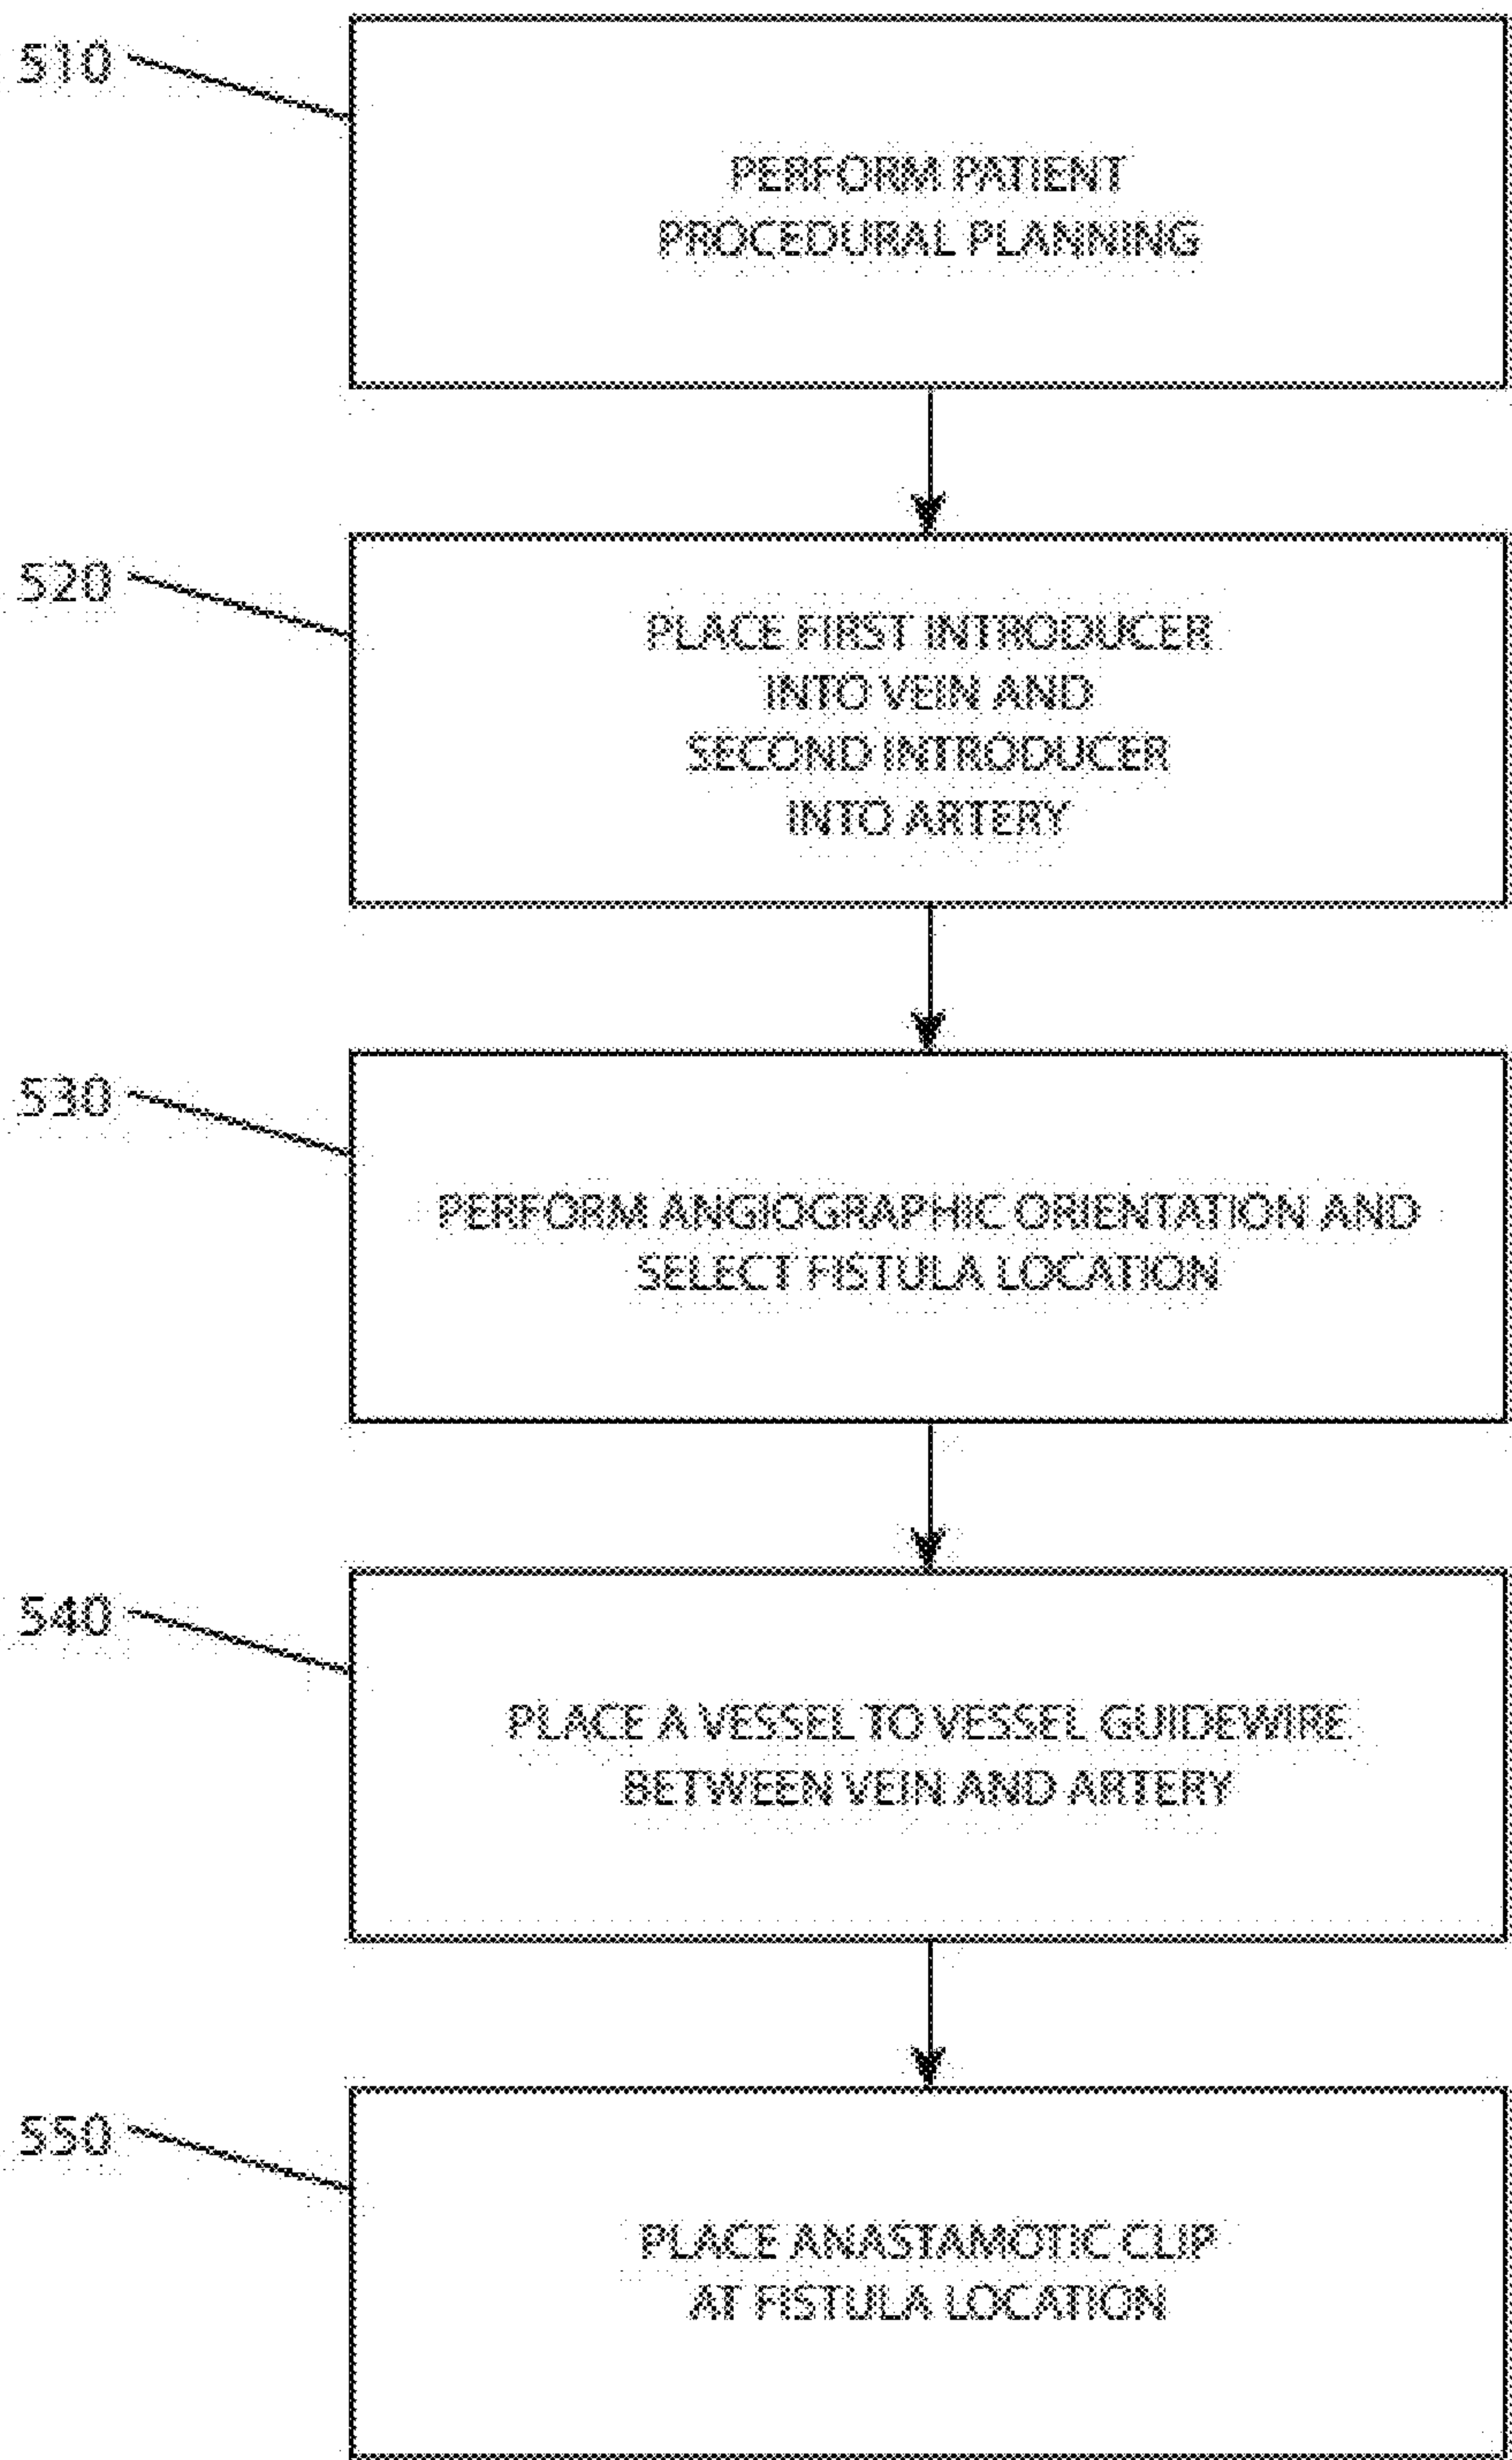 510
PERFORM PATIENT
PROCEDURAL PLANNING
520
PLACE FIRST INTRODUCER
INTO VEIN AND
SECOND INTRODUCER
INTO ARTERY
530
PERFORM ANGIOGRAPHIC ORIENTATION AND
SELECT FISTULA LOCATION
540
PLACE A VESSEL TO VESSEL GUIDEWIRE
BETWEEN VEIN AND ARTERY
550
PLACE ANASTAMOTIC CLIP
AT FISTULA LOCATION